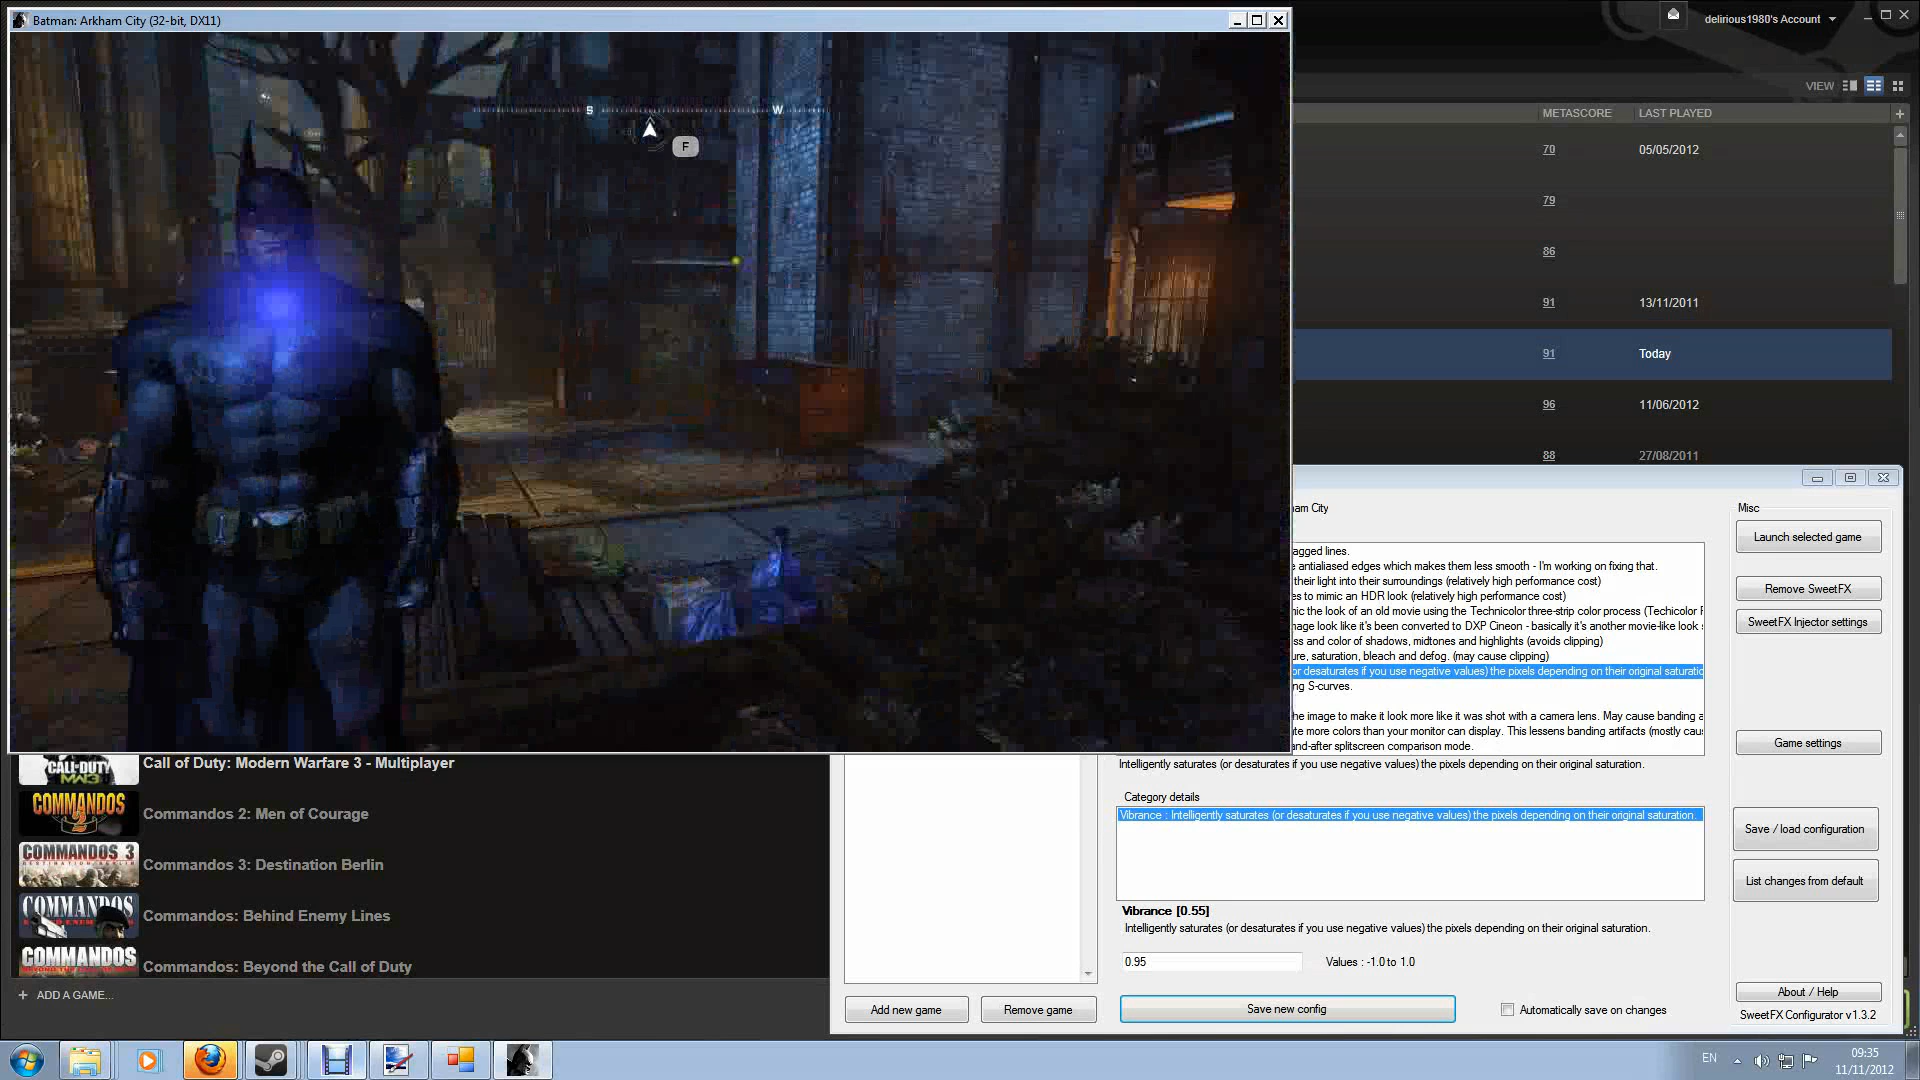 Batman: Arkham City (32-bit, DX11)
delirious1980's Account
S
W
F
VIEW
METASCORE LAST PLAYED
70 05/05/2012
79
86
91 13/11/2011
91 Today
96 11/06/2012
88 27/08/2011
ham City
agged lines.
e antialiased edges which makes them less smooth - I'm working on fixing that.
their light into their surroundings (relatively high performance cost)
es to mimic an HDR look (relatively high performance cost)
nic the look of an old movie using the Technicolor three-strip color process (Techicolor F
mage look like it's been converted to DXP Cineon - basically it's another movie-like look
ss and color of shadows, midtones and highlights (avoids clipping)
ure, saturation, bleach and defog. (may cause clipping)
or desaturates if you use negative values) the pixels depending on their original saturatio
ng S-curves.
he image to make it look more like it was shot with a camera lens. May cause banding a
te more colors than your monitor can display. This lessens banding artifacts (mostly cau
and-after splitscreen comparison mode.
Intelligently saturates (or desaturates if you use negative values) the pixels depending on their original saturation.
Category details
Vibrance : Intelligently saturates (or desaturates if you use negative values) the pixels depending on their original saturation.
Vibrance [0.55]
Intelligently saturates (or desaturates if you use negative values) the pixels depending on their original saturation.
0.95 Values : -1.0 to 1.0
Add new game
Remove game
Save new config
Automatically save on changes
Misc
Launch selected game
Remove SweetFX
SweetFX Injector settings
Game settings
Save / load configuration
List changes from default
About / Help
SweetFX Configurator v1.3.2
CALL·DUTY
MW3
Call of Duty: Modern Warfare 3 - Multiplayer
COMMANDOS
2
Commandos 2: Men of Courage
COMMANDOS 3
DESTINATION BERLIN
Commandos 3: Destination Berlin
COMMANDOS
Commandos: Behind Enemy Lines
COMMANDOS
Commandos: Beyond the Call of Duty
+ ADD A GAME...
EN
09:35
11/11/2012